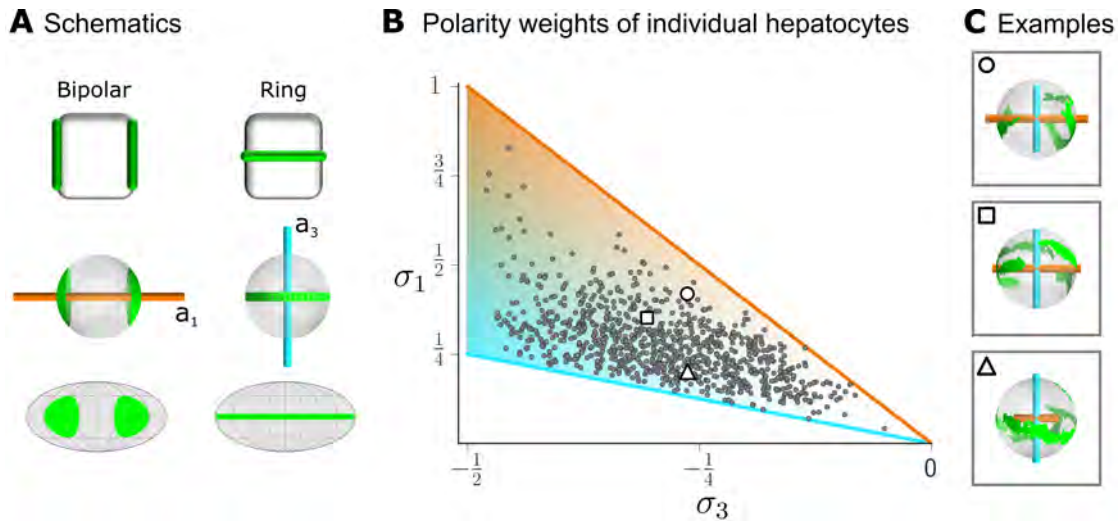 A Schematics
Bipolar
Ring
a₃
a₁
B Polarity weights of individual hepatocytes
1
3/4
1/2
σ₁
1/4
−1/2
−1/4
0
σ₃
C Examples